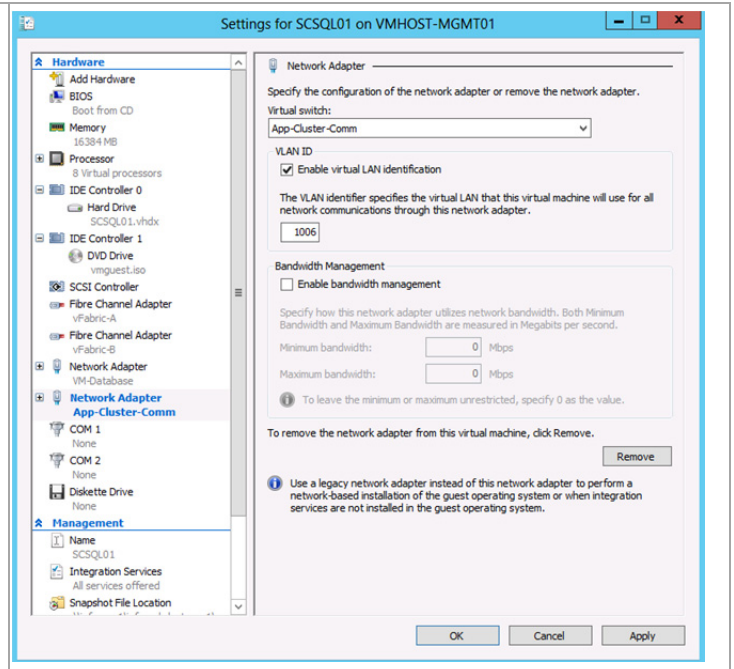 Settings for SCSQL01 on VMHOST-MGMT01
Hardware
Add Hardware
BIOS
Boot from CD
Memory
16384 MB
Processor
8 Virtual processors
IDE Controller 0
Hard Drive
SCSQL01.vhdx
IDE Controller 1
DVD Drive
vmguest.iso
SCSI Controller
Fibre Channel Adapter
vFabric-A
Fibre Channel Adapter
vFabric-B
Network Adapter
VM-Database
Network Adapter
App-Cluster-Comm
COM 1
None
COM 2
None
Diskette Drive
None
Management
Name
SCSQL01
Integration Services
All services offered
Snapshot File Location
Network Adapter
Specify the configuration of the network adapter or remove the network adapter.
Virtual switch:
App-Cluster-Comm
VLAN ID
Enable virtual LAN identification
The VLAN identifier specifies the virtual LAN that this virtual machine will use for all
network communications through this network adapter.
1006
Bandwidth Management
Enable bandwidth management
Specify how this network adapter utilizes network bandwidth. Both Minimum
Bandwidth and Maximum Bandwidth are measured in Megabits per second.
Minimum bandwidth: 0 Mbps
Maximum bandwidth: 0 Mbps
To leave the minimum or maximum unrestricted, specify 0 as the value.
To remove the network adapter from this virtual machine, click Remove.
Remove
Use a legacy network adapter instead of this network adapter to perform a
network-based installation of the guest operating system or when integration
services are not installed in the guest operating system.
OK Cancel Apply